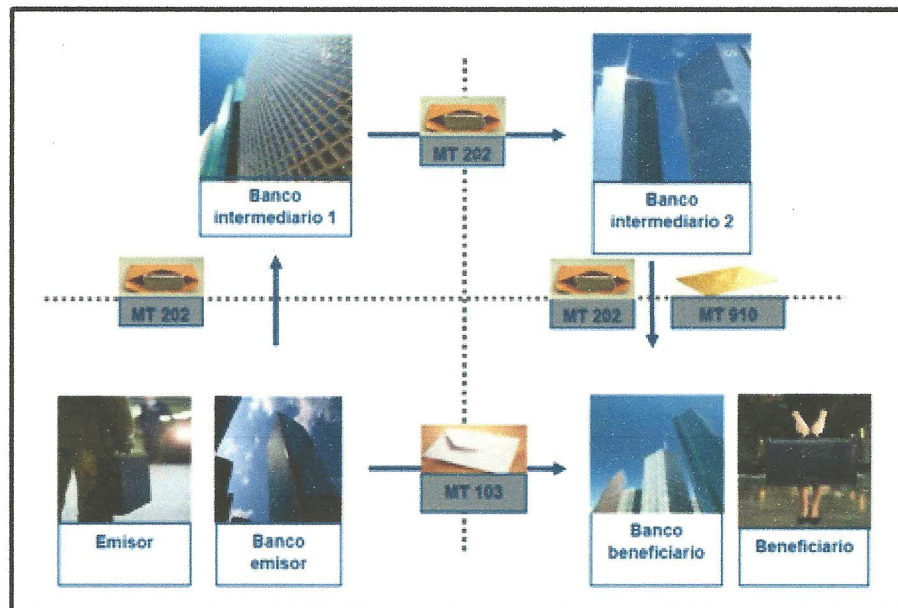 MT 202
Banco
intermediario 1
Banco
intermediario 2
MT 202
MT 202
MT 910
MT 103
Emisor
Banco
emisor
Banco
beneficiario
Beneficiario